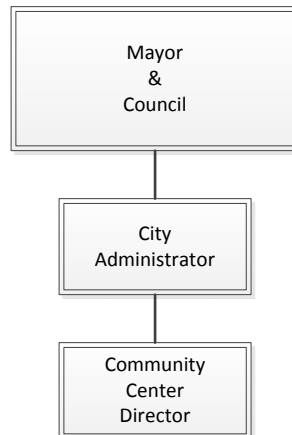 Mayor
&
Council
City
Administrator
Community
Center
Director